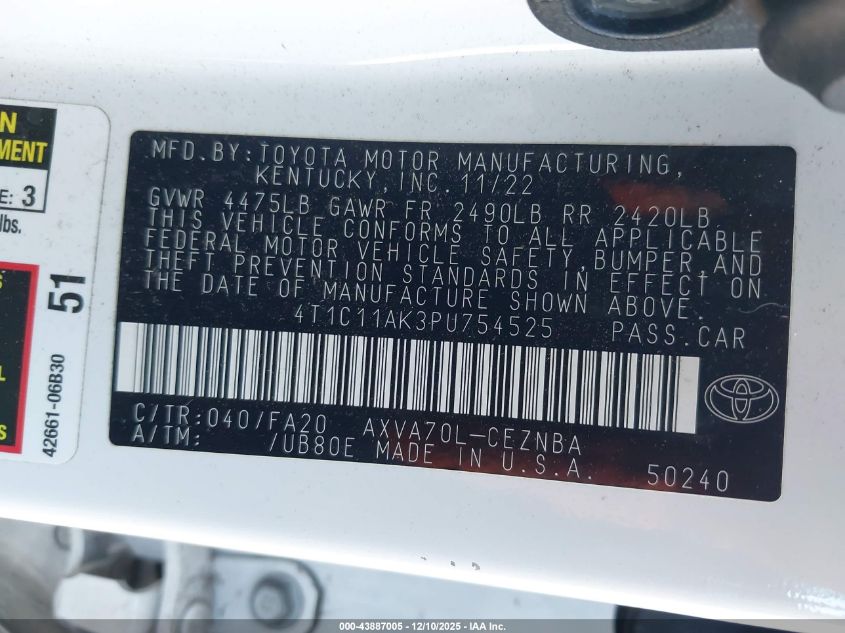 MFD.BY:TOYOTA MOTOR MANUFACTURING,
KENTUCKY,INC. 11/22
GVWR 4475LB GAWR FR 2490LB RR 2420LB
THIS VEHICLE CONFORMS TO ALL APPLICABLE
FEDERAL MOTOR VEHICLE SAFETY,BUMPER,AND
THEFT PREVENTION STANDARDS IN EFFECT ON
THE DATE OF MANUFACTURE SHOWN ABOVE.
4T1C11AK3PU754525 PASS.CAR
C/TR:040/FA20 AXVA70L-CEZNBA
A/TM: /UB80E MADE IN U.S.A. 50240
N
MENT
E: 3
lbs.
51
42661-06B30
S
L
S
000-43887005 - 12/10/2025 - IAA Inc.